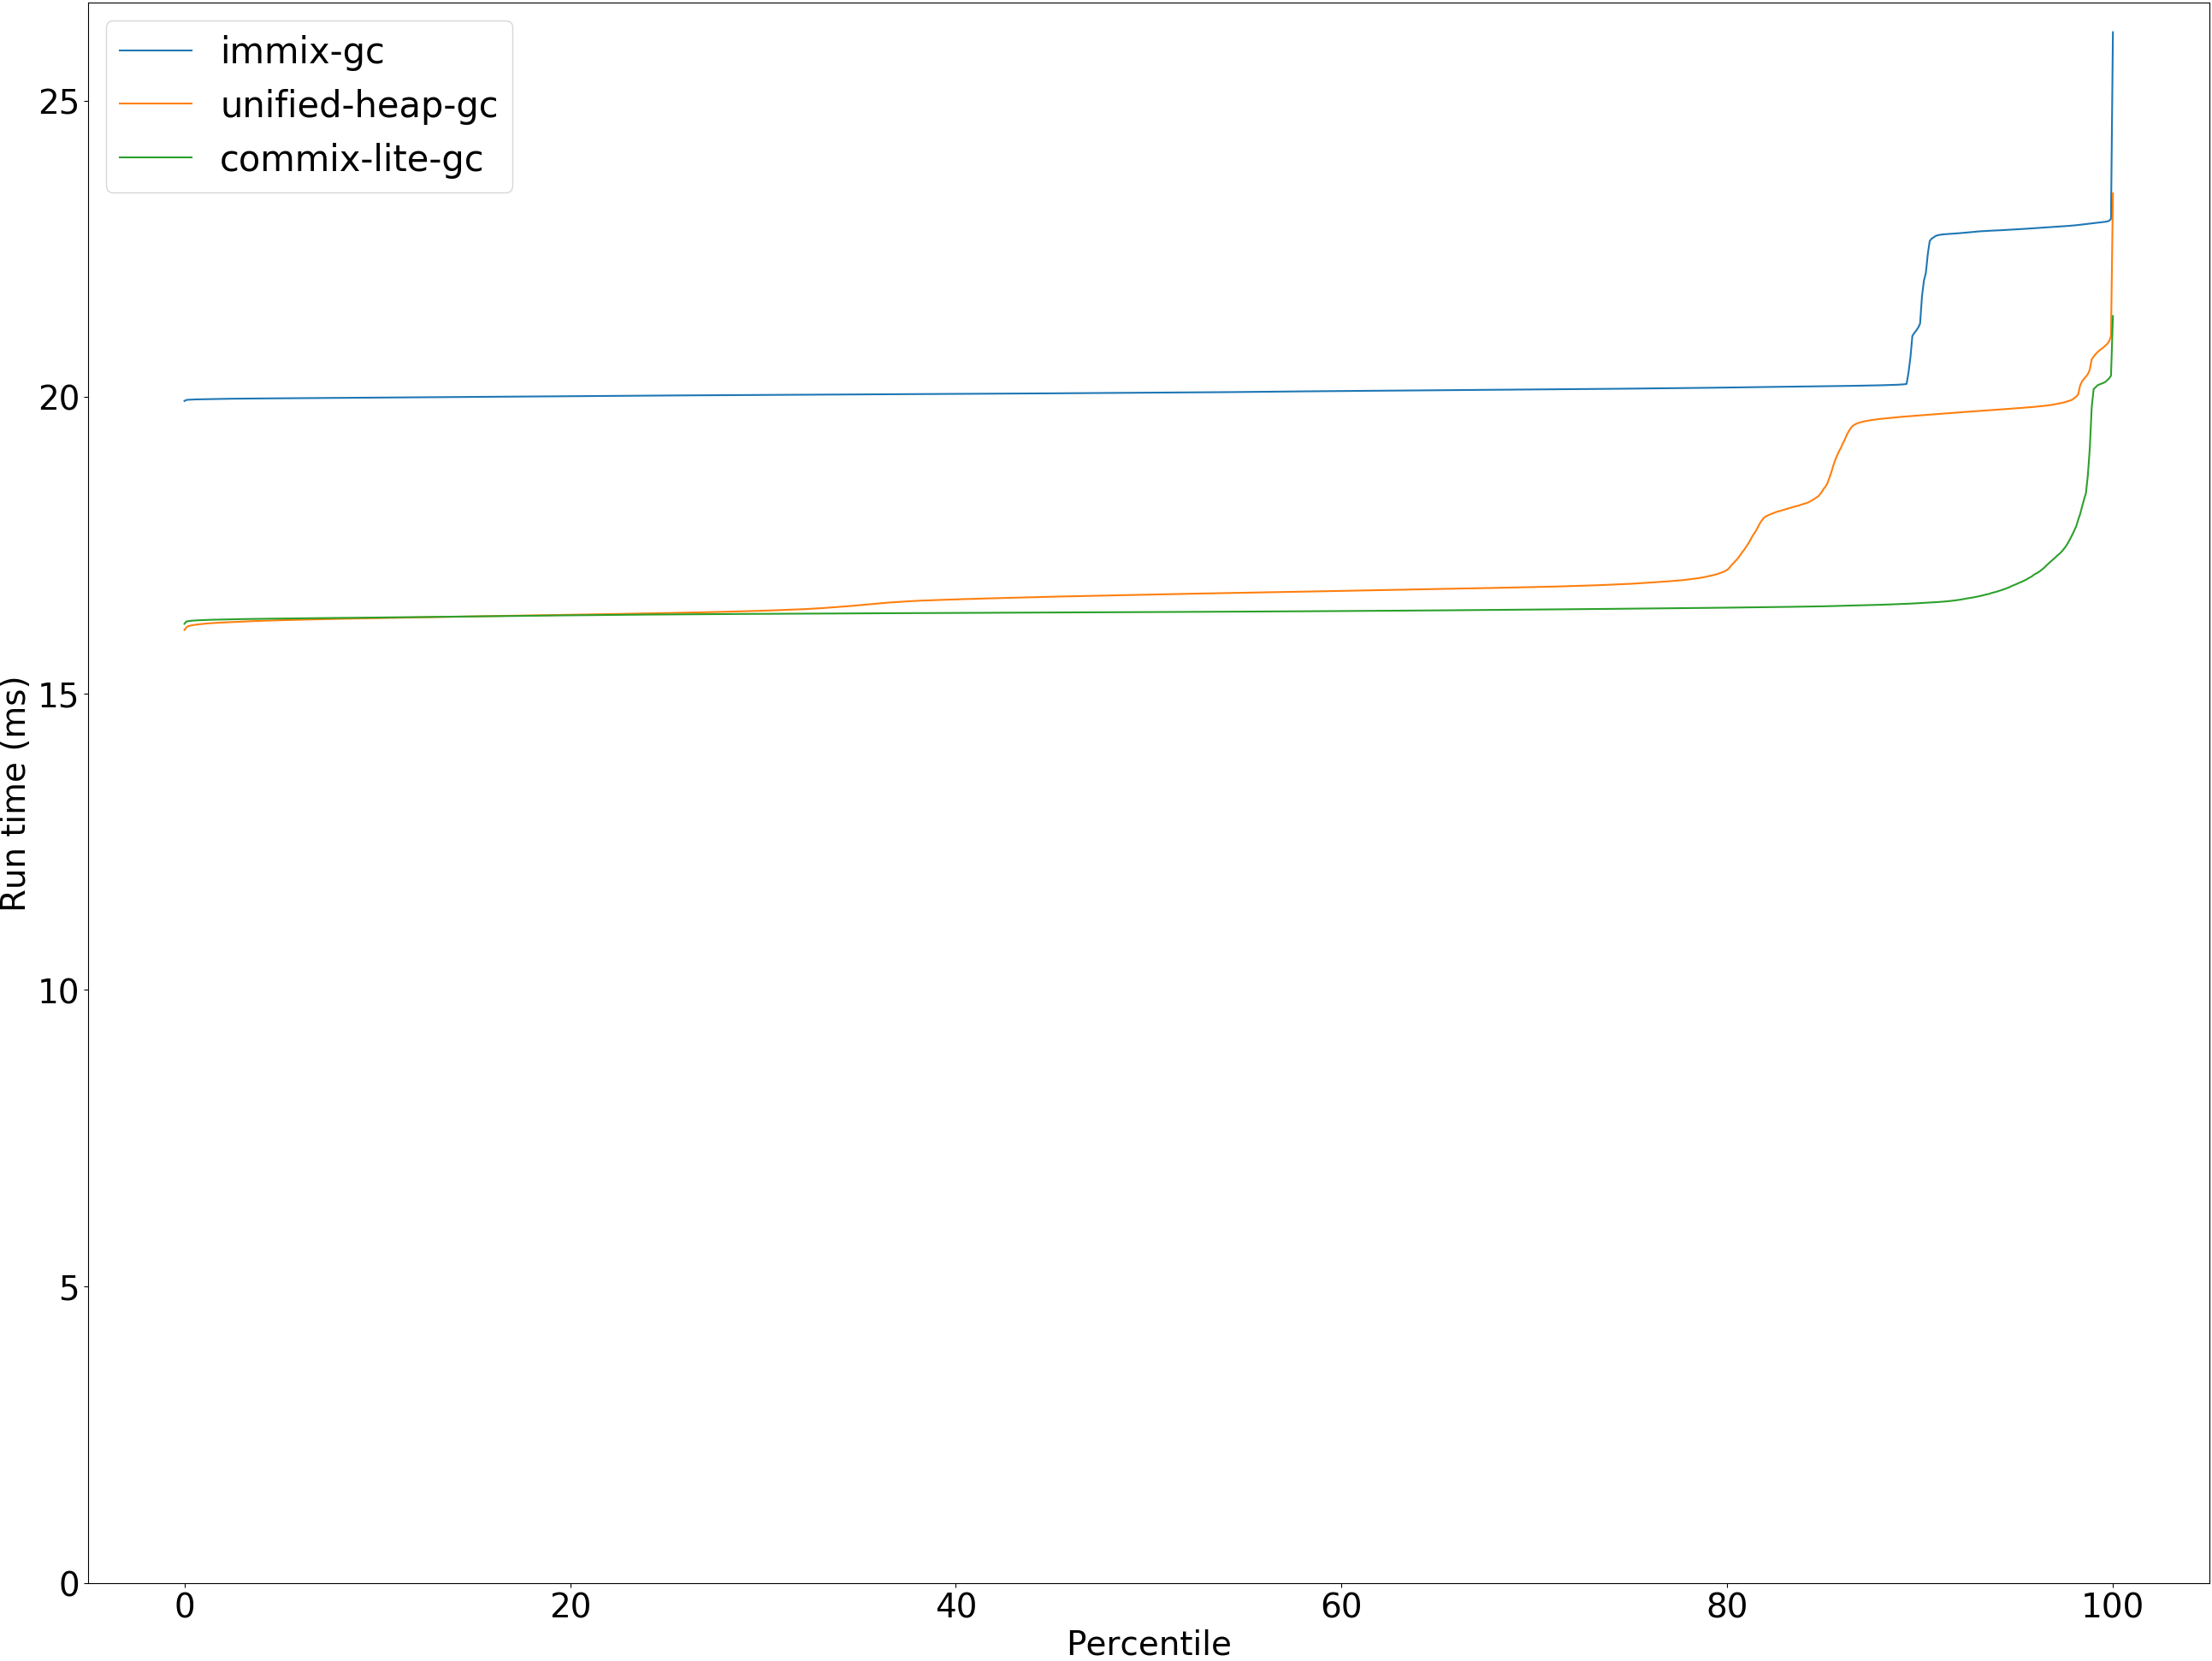 immix-gc
unified-heap-gc
commix-lite-gc
25
20
15
10
5
0
Run time (ms)
0 20 40 60 80 100
Percentile